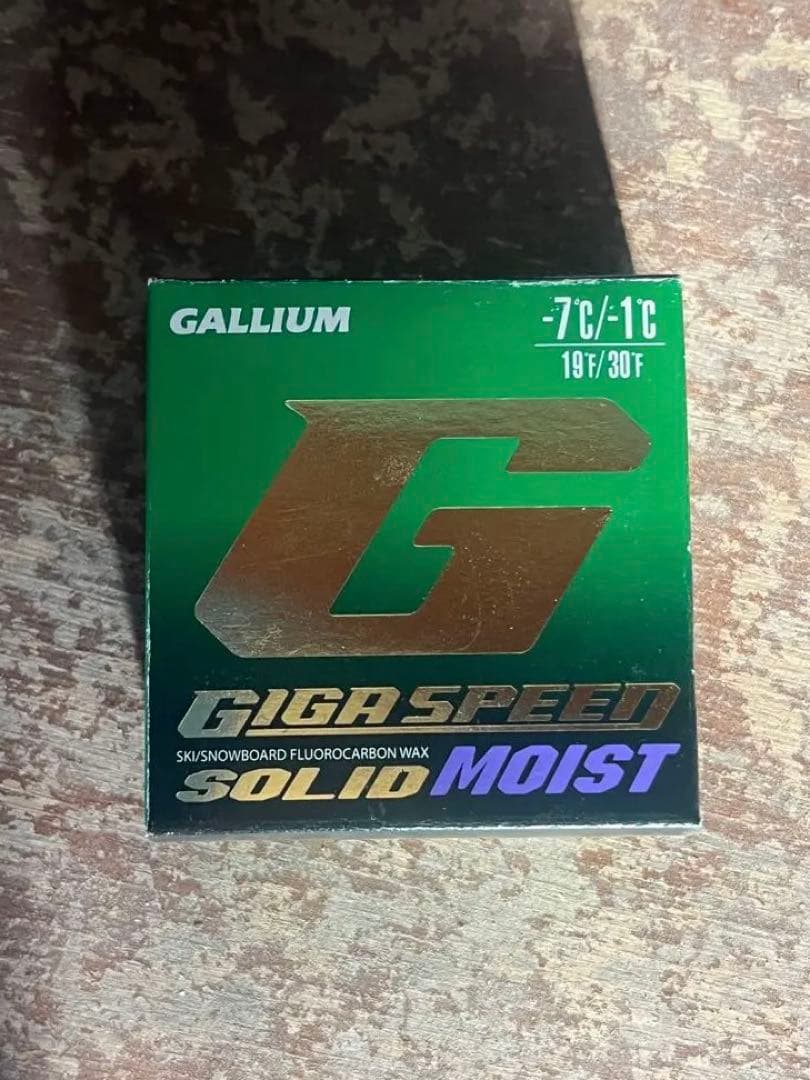 GALLIUM
-7°C/-1°C
19°F/30°F
G
GIGA SPEED
SKI/SNOWBOARD FLUOROCARBON WAX
SOLID MOIST